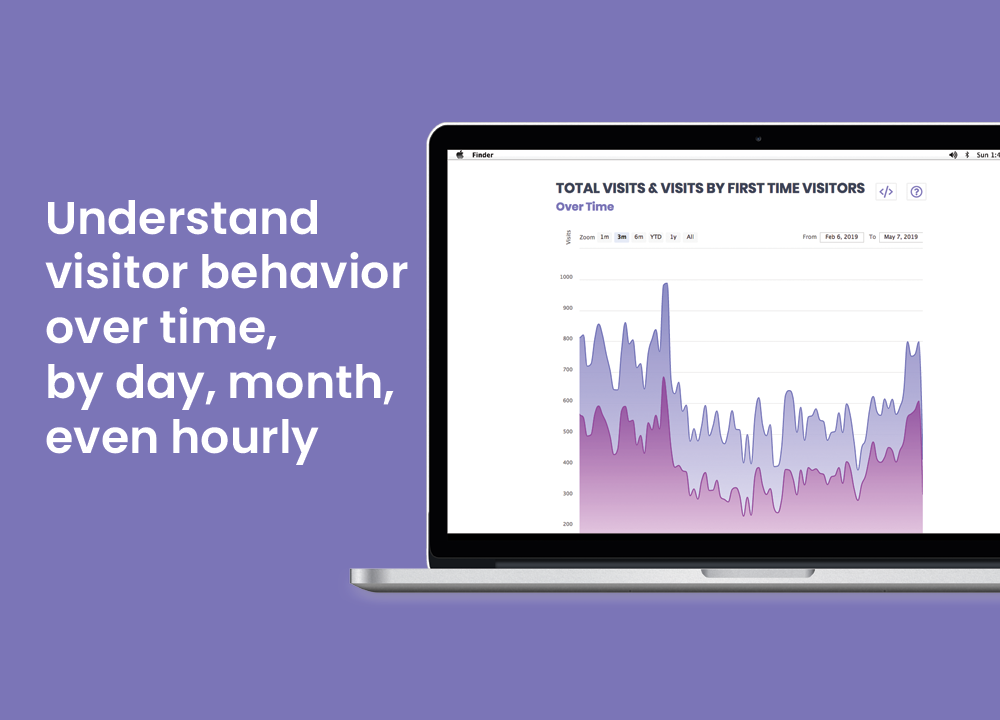 Understand
visitor behavior
over time,
by day, month,
even hourly
Finder
Sun 1:4
TOTAL VISITS & VISITS BY FIRST TIME VISITORS
</>
?
Over Time
Visits
Zoom 1m 3m 6m YTD 1y All
From Feb 6, 2019 To May 7, 2019
1000
900
800
700
600
500
400
300
200